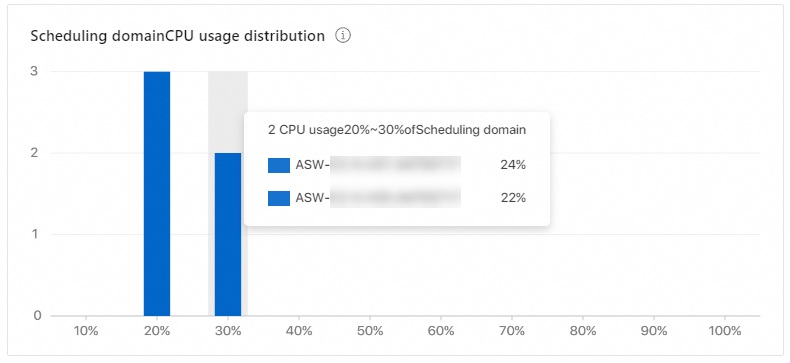 Scheduling domainCPU usage distribution
3
2 CPU usage20%~30%ofScheduling domain
2
ASW- 24%
ASW- 22%
1
0
10% 20% 30% 40% 50% 60% 70% 80% 90% 100%